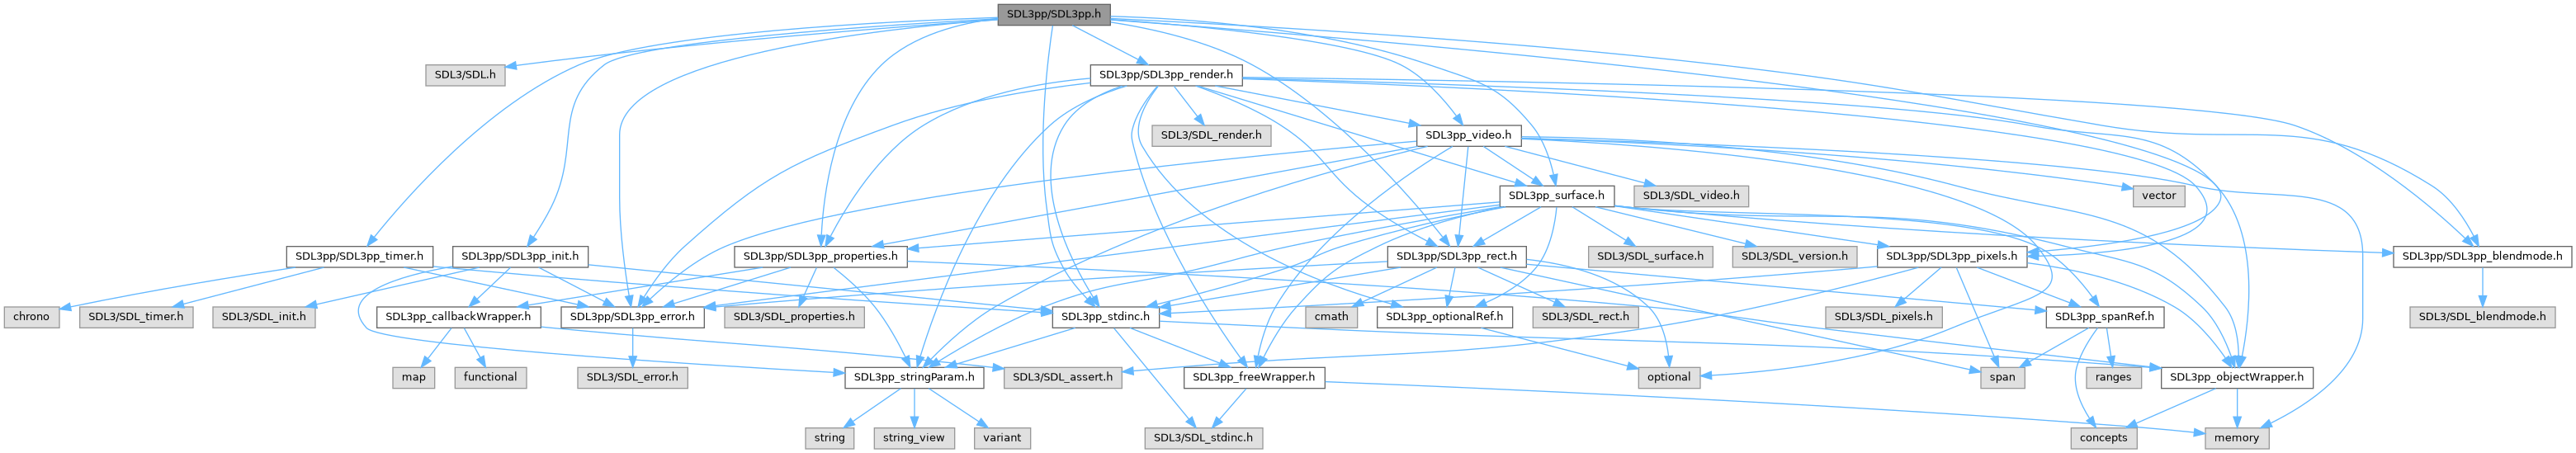 SDL3pp/SDL3pp.h
SDL3/SDL.h
SDL3pp/SDL3pp_render.h
SDL3/SDL_render.h
SDL3pp_video.h
SDL3pp_surface.h
SDL3/SDL_video.h
vector
SDL3pp/SDL3pp_timer.h
SDL3pp/SDL3pp_init.h
SDL3pp/SDL3pp_properties.h
SDL3pp/SDL3pp_rect.h
SDL3/SDL_surface.h
SDL3/SDL_version.h
SDL3pp/SDL3pp_pixels.h
SDL3pp/SDL3pp_blendmode.h
chrono
SDL3/SDL_timer.h
SDL3/SDL_init.h
SDL3pp_callbackWrapper.h
SDL3pp/SDL3pp_error.h
SDL3/SDL_properties.h
SDL3pp_stdinc.h
cmath
SDL3pp_optionalRef.h
SDL3/SDL_rect.h
SDL3/SDL_pixels.h
SDL3pp_spanRef.h
SDL3/SDL_blendmode.h
map
functional
SDL3/SDL_error.h
SDL3pp_stringParam.h
SDL3/SDL_assert.h
SDL3pp_freeWrapper.h
optional
span
ranges
SDL3pp_objectWrapper.h
string
string_view
variant
SDL3/SDL_stdinc.h
concepts
memory